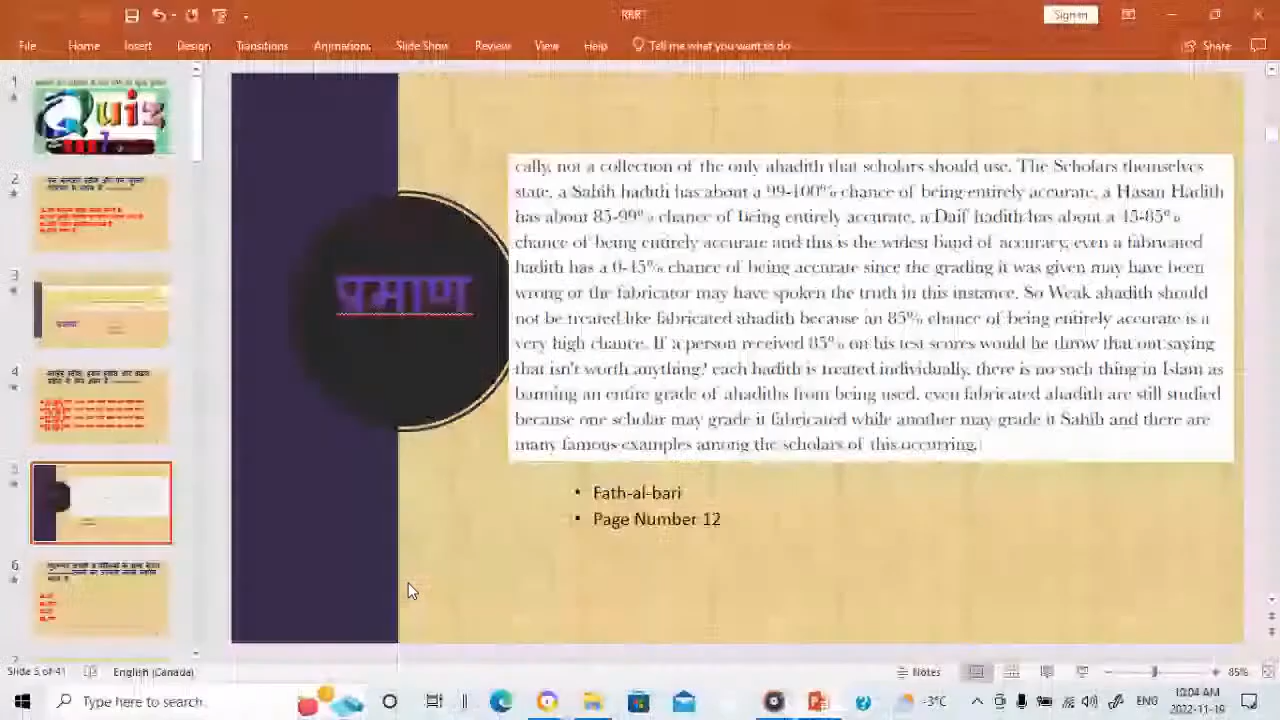 RRRT
Sign in
File Home Insert Design Transitions Animations Slide Show Review View Help Tell me what you want to do Share
1
Quiz
7
2
3
4
5
6
प्रमाण
cally, not a collection of the only ahadith that scholars should use. The Scholars themselves
state, a Sahih hadith has about a 99-100% chance of being entirely accurate, a Hasan Hadith
has about 85-99% chance of being entirely accurate, a Daif hadith has about a 15-85%
chance of being entirely accurate and this is the widest band of accuracy, even a fabricated
hadith has a 0-15% chance of being accurate since the grading it was given may have been
wrong or the fabricator may have spoken the truth in this instance. So Weak ahadith should
not be treated like fabricated ahadith because an 85% chance of being entirely accurate is a
very high chance. If a person received 85% on his test scores would he throw that out saying
'that isn't worth anything,' each hadith is treated individually, there is no such thing in Islam as
banning an entire grade of ahadiths from being used, even fabricated ahadith are still studied
because one scholar may grade it fabricated while another may grade it Sahih and there are
many famous examples among the scholars of this occurring.
• Fath-al-bari
• Page Number 12
Slide 5 of 41 English (Canada) Notes 85%
Type here to search
-3°C ENG 10:04 AM
2022-11-19